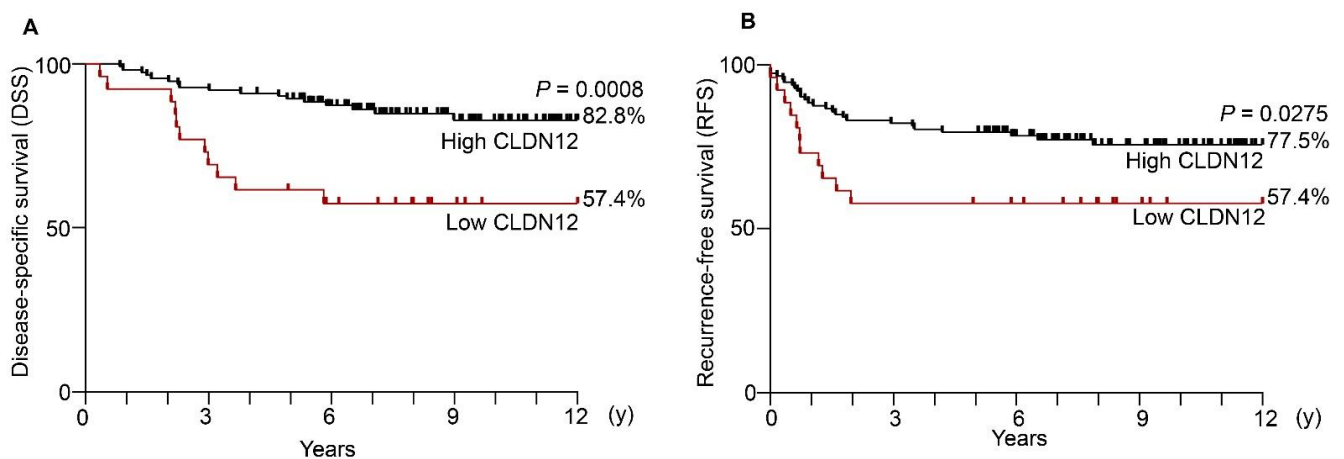 A
Disease-specific survival (DSS)
100
50
0
P = 0.0008
82.8%
High CLDN12
57.4%
Low CLDN12
0 3 6 9 12 (y)
Years
B
Recurrence-free survival (RFS)
100
50
0
P = 0.0275
77.5%
High CLDN12
57.4%
Low CLDN12
0 3 6 9 12 (y)
Years